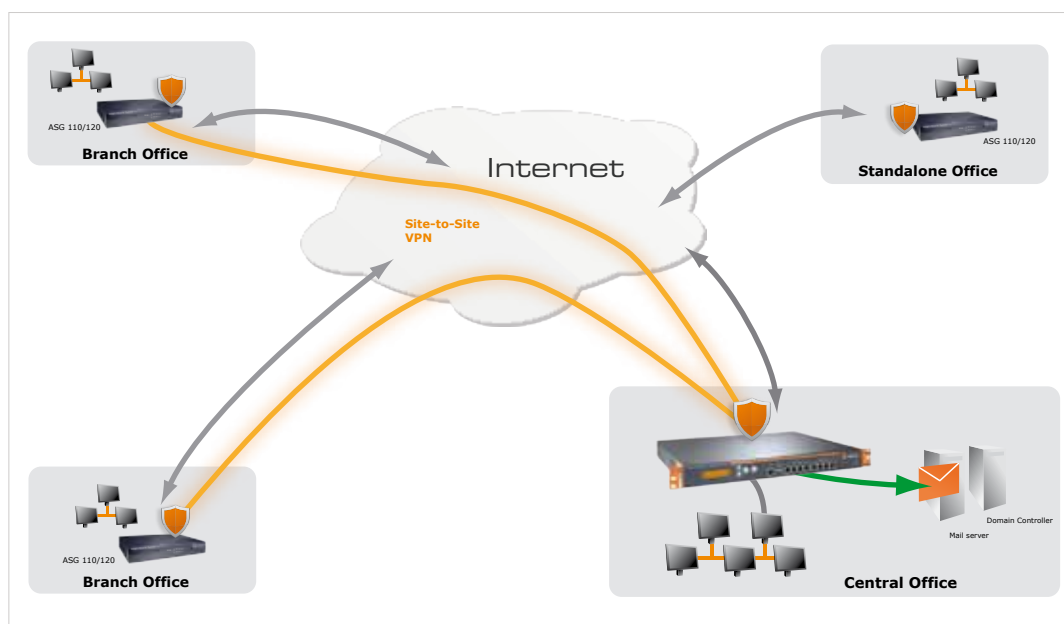 ASG 110/120
Branch Office
Internet
Site-to-Site
VPN
ASG 110/120
Standalone Office
ASG 110/120
Branch Office
Domain Controller
Mail server
Central Office